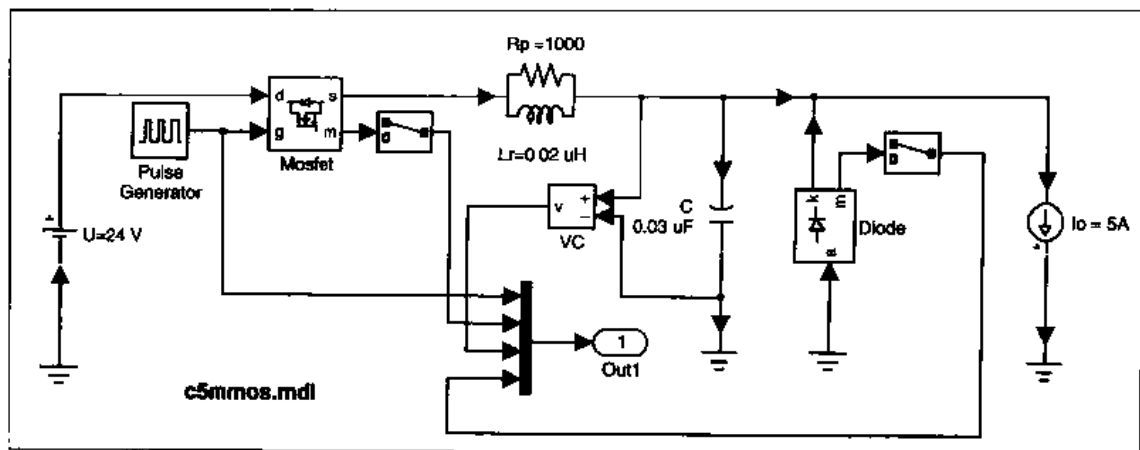 Rp =1000
d
s
g
m
Mosfet
Pulse
Generator
Lr=0.02 uH
U=24 V
v
+
−
VC
C
0.03 uF
k
m
a
Diode
Io = 5A
1
Out1
c5mmos.mdl